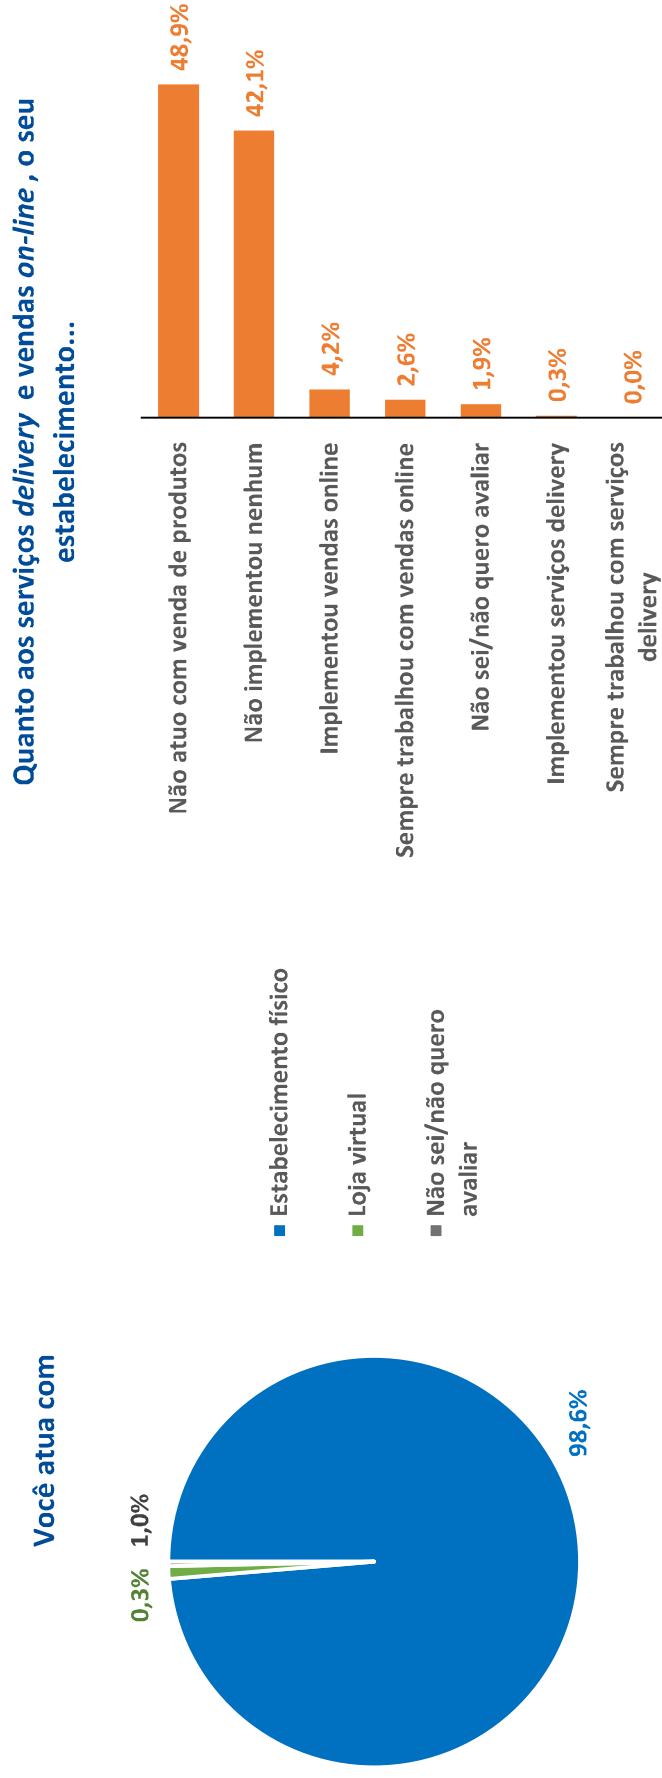 Você atua com
0,3%
1,0%
98,6%
Estabelecimento físico
Loja virtual
Não sei/não quero
avaliar
Quanto aos serviços delivery e vendas on-line , o seu
estabelecimento...
Não atuo com venda de produtos
48,9%
Não implementou nenhum
42,1%
Implementou vendas online
4,2%
Sempre trabalhou com vendas online
2,6%
Não sei/não quero avaliar
1,9%
Implementou serviços delivery
0,3%
Sempre trabalhou com serviços
delivery
0,0%